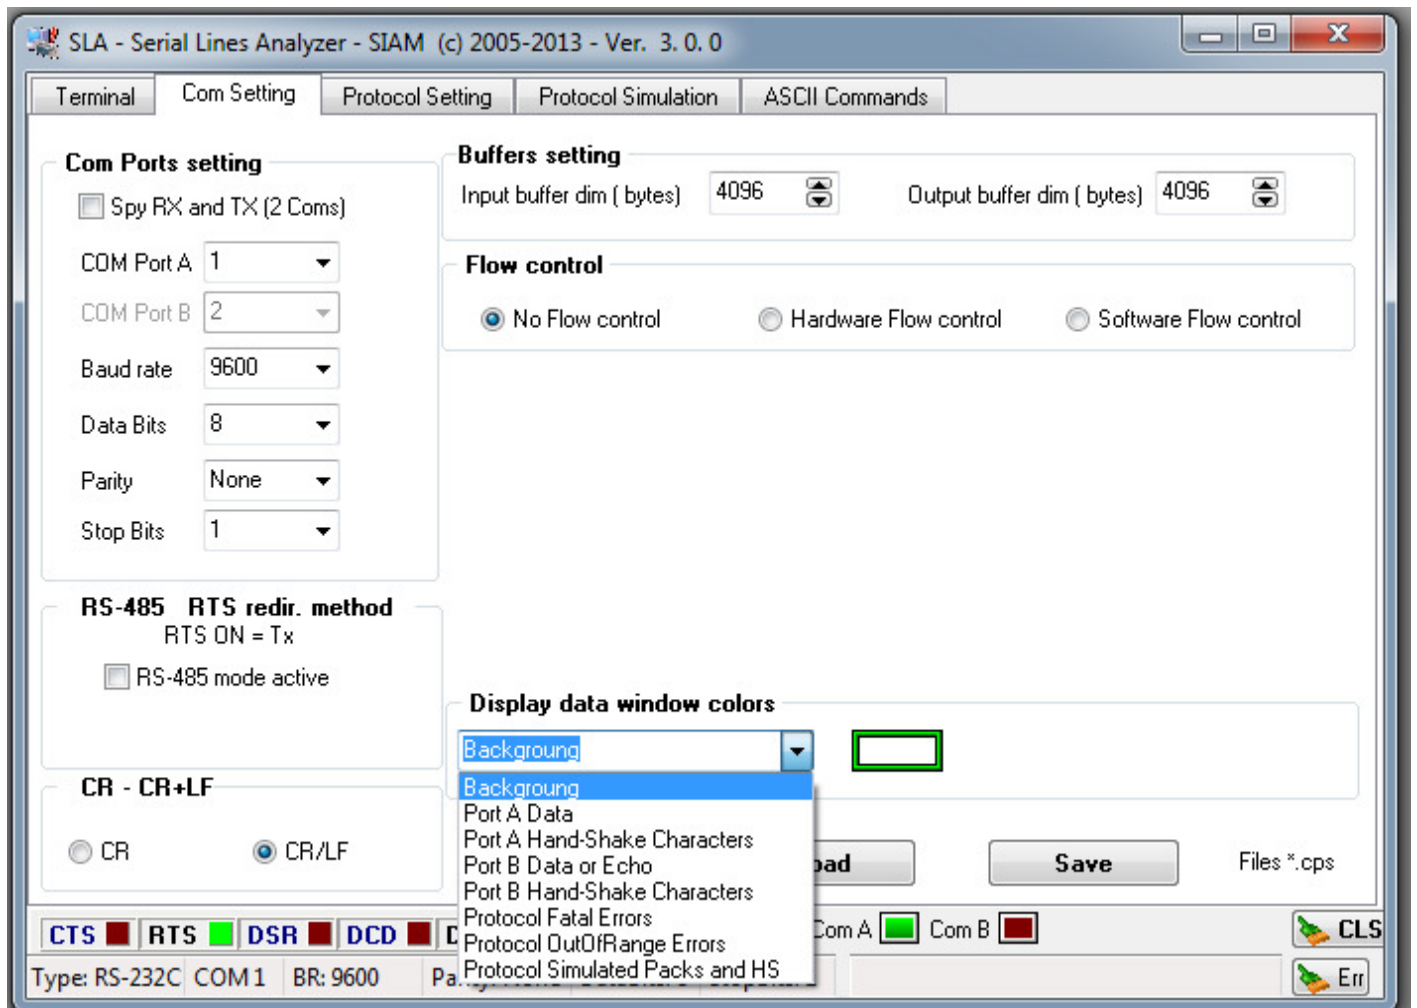 SLA - Serial Lines Analyzer - SIAM (c) 2005-2013 - Ver. 3. 0. 0
Terminal
Com Setting
Protocol Setting
Protocol Simulation
ASCII Commands
Com Ports setting
Spy RX and TX (2 Coms)
COM Port A 1
COM Port B 2
Baud rate 9600
Data Bits 8
Parity None
Stop Bits 1
Buffers setting
Input buffer dim ( bytes) 4096
Output buffer dim ( bytes) 4096
Flow control
No Flow control
Hardware Flow control
Software Flow control
RS-485 RTS redir. method
RTS ON = Tx
RS-485 mode active
CR - CR+LF
CR
CR/LF
Display data window colors
Backgroung
Backgroung
Port A Data
Port A Hand-Shake Characters
Port B Data or Echo
Port B Hand-Shake Characters
Protocol Fatal Errors
Protocol OutOfRange Errors
Protocol Simulated Packs and HS
Save
Files *.cps
CTS RTS DSR DCD
Com A Com B
CLS
Type: RS-232C COM 1 BR: 9600
Err